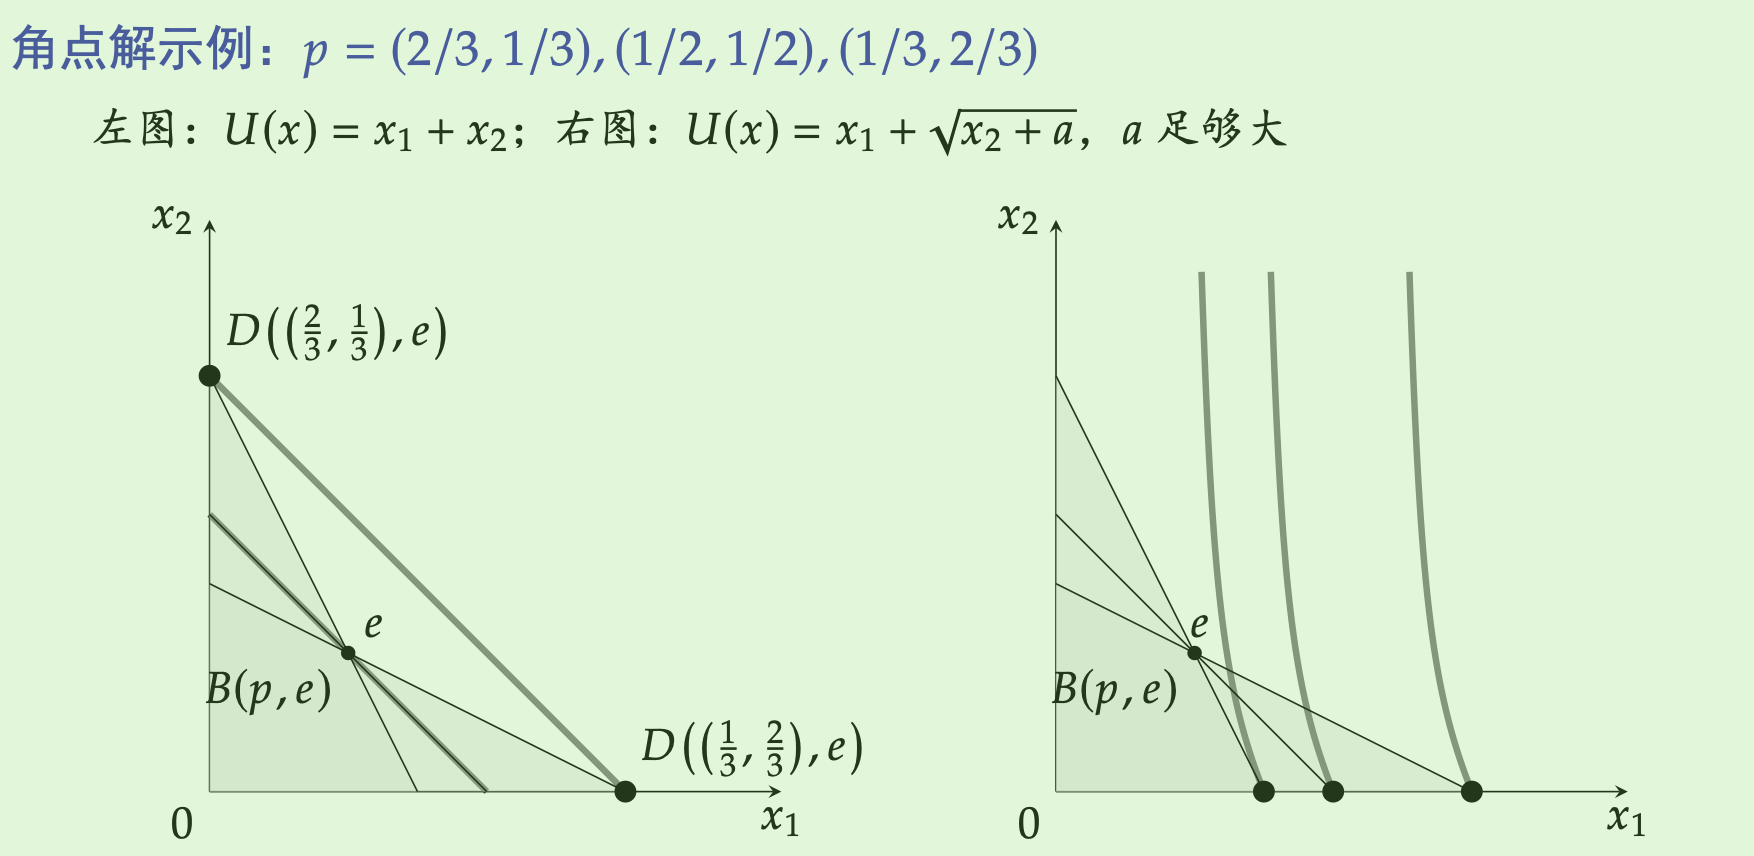 角点解示例：p = (2/3, 1/3), (1/2, 1/2), (1/3, 2/3)
左图：U(x) = x₁ + x₂；右图：U(x) = x₁ + √(x₂ + a)，a 足够大
x₂
D((2/3, 1/3), e)
e
B(p, e)
D((1/3, 2/3), e)
0
x₁
x₂
e
B(p, e)
0
x₁